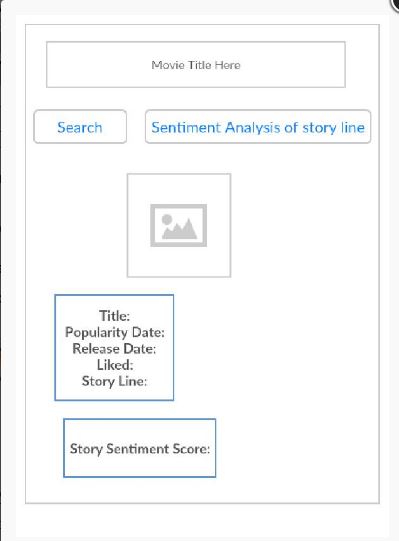 Movie Title Here
Search
Sentiment Analysis of story line
Title:
Popularity Date:
Release Date:
Liked:
Story Line:
Story Sentiment Score: